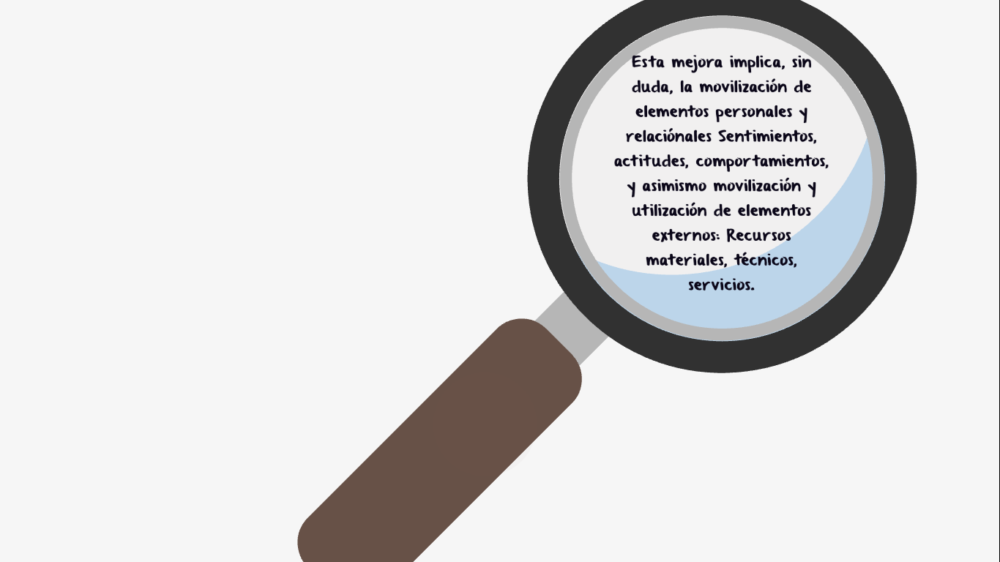 Esta mejora implica, sin
duda, la movilización de
elementos personales y
relaciónales Sentimientos,
actitudes, comportamientos,
y asimismo movilización y
utilización de elementos
externos: Recursos
materiales, técnicos,
servicios.